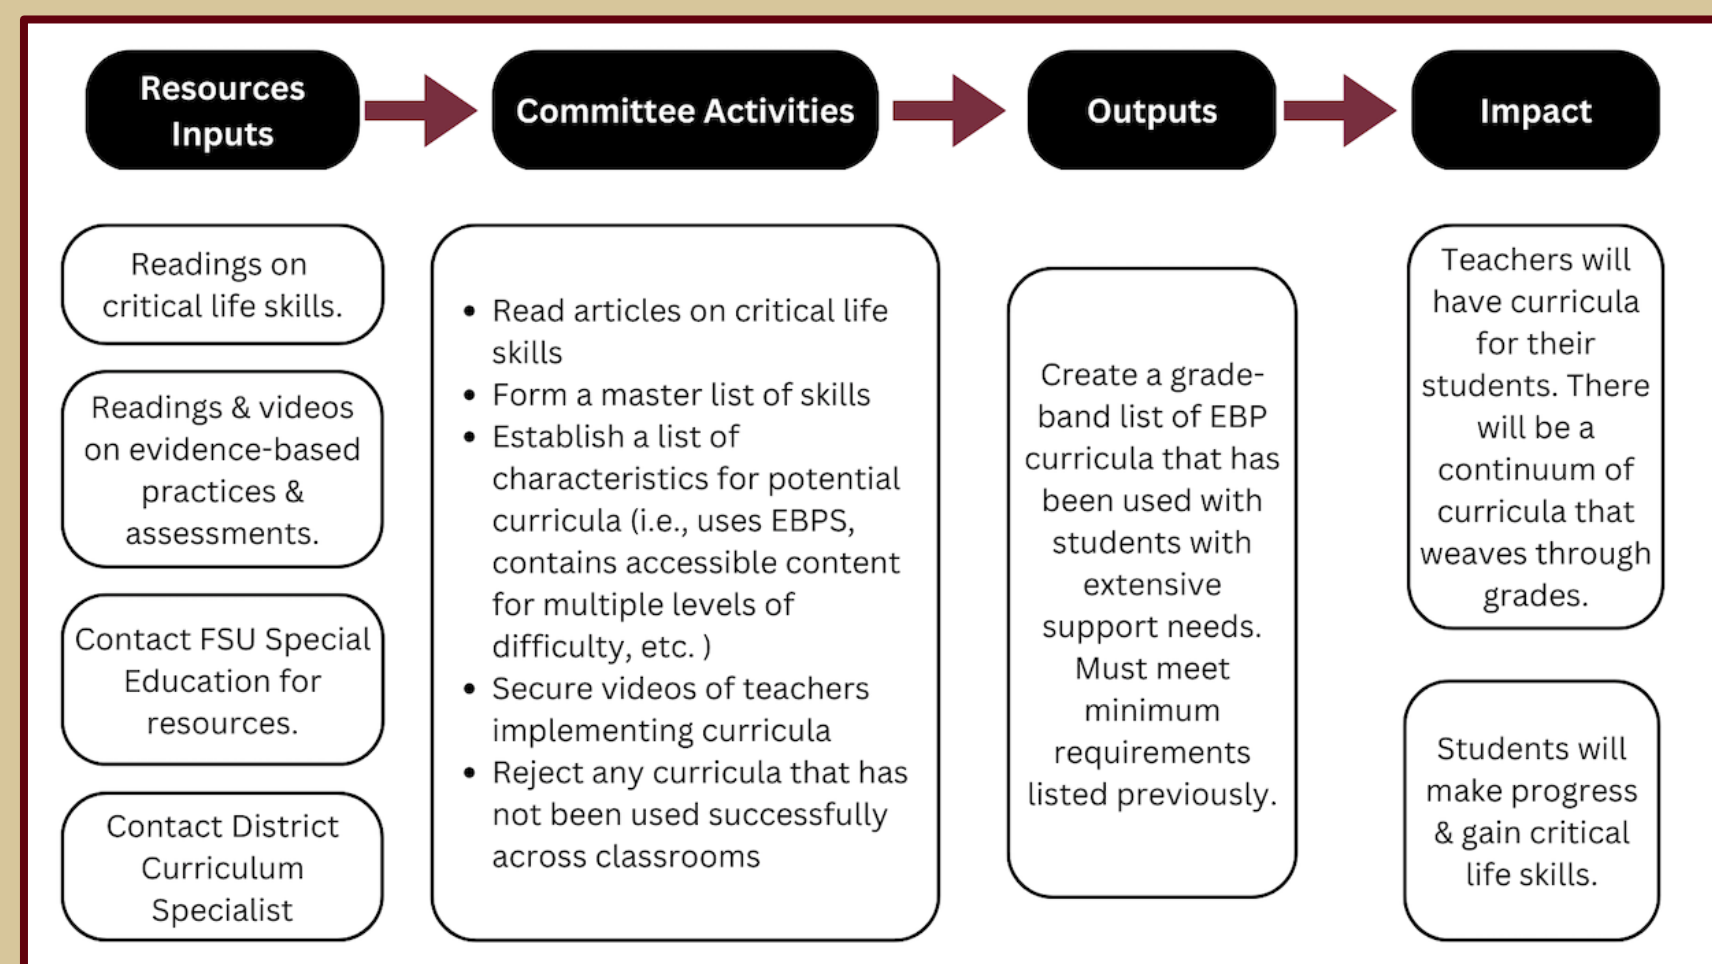 Resources
Inputs
Committee Activities
Outputs
Impact
Readings on
critical life skills.
Readings & videos
on evidence-based
practices &
assessments.
Contact FSU Special
Education for
resources.
Contact District
Curriculum
Specialist
• Read articles on critical life
skills
• Form a master list of skills
• Establish a list of
characteristics for potential
curricula (i.e., uses EBPS,
contains accessible content
for multiple levels of
difficulty, etc. )
• Secure videos of teachers
implementing curricula
• Reject any curricula that has
not been used successfully
across classrooms
Create a grade-
band list of EBP
curricula that has
been used with
students with
extensive
support needs.
Must meet
minimum
requirements
listed previously.
Teachers will
have curricula
for their
students. There
will be a
continuum of
curricula that
weaves through
grades.
Students will
make progress
& gain critical
life skills.